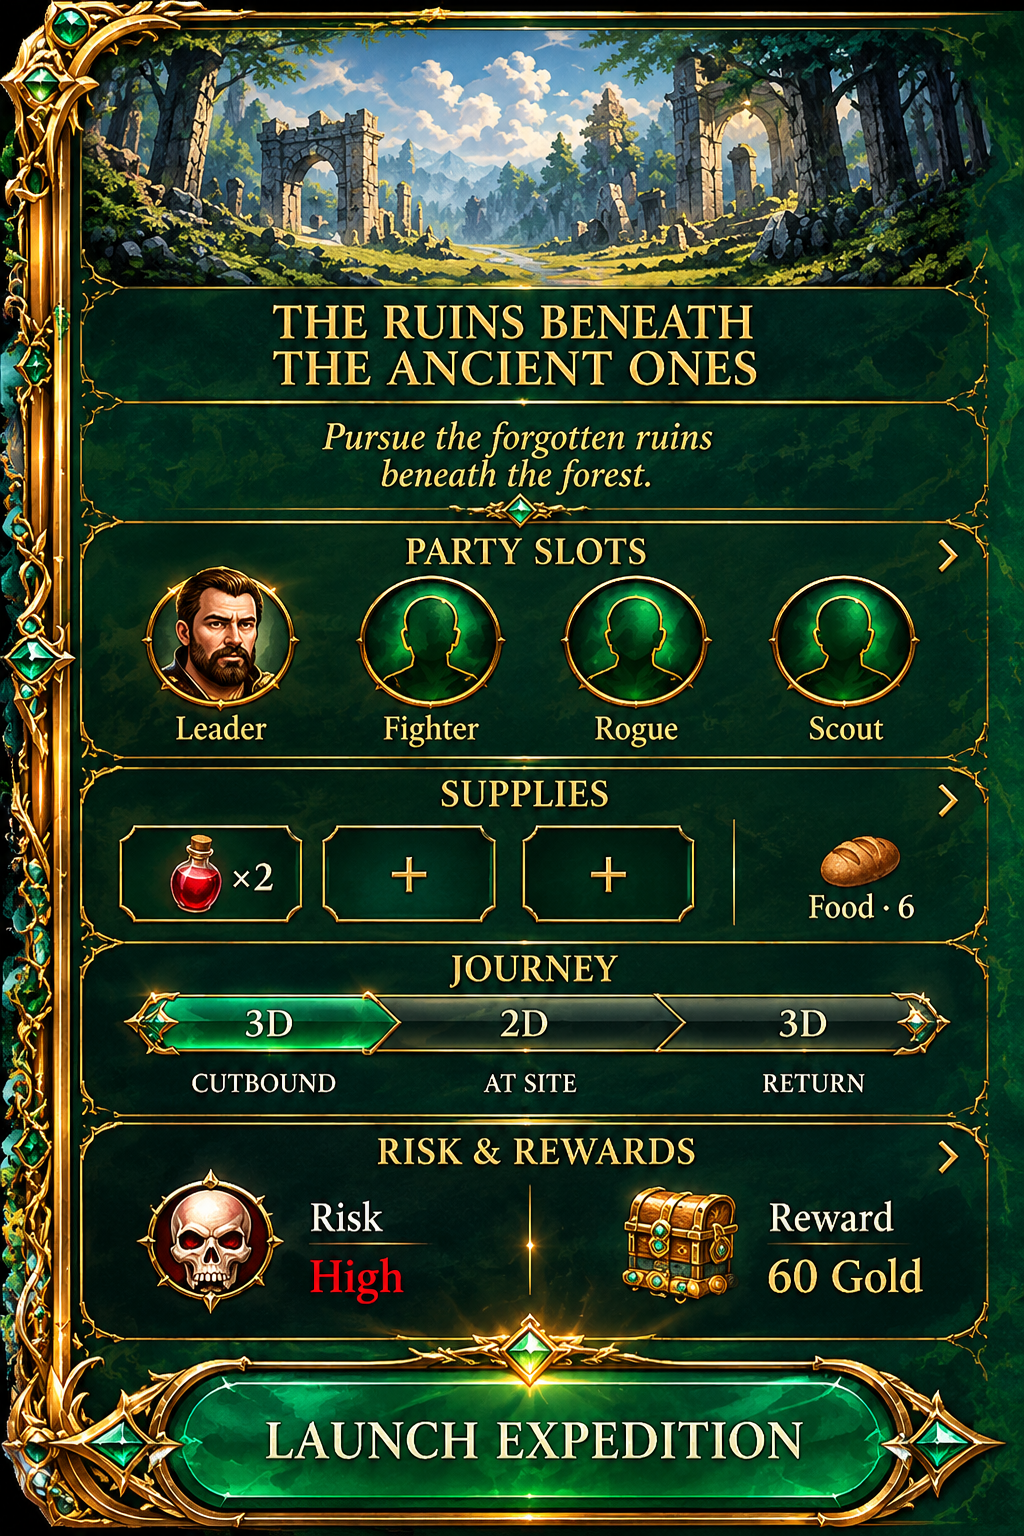 THE RUINS BENEATH
THE ANCIENT ONES
Pursue the forgotten ruins
beneath the forest.
PARTY SLOTS
Leader
Fighter
Rogue
Scout
SUPPLIES
×2
+
+
Food · 6
JOURNEY
3D
2D
3D
CUTBOUND
AT SITE
RETURN
RISK & REWARDS
Risk
High
Reward
60 Gold
LAUNCH EXPEDITION